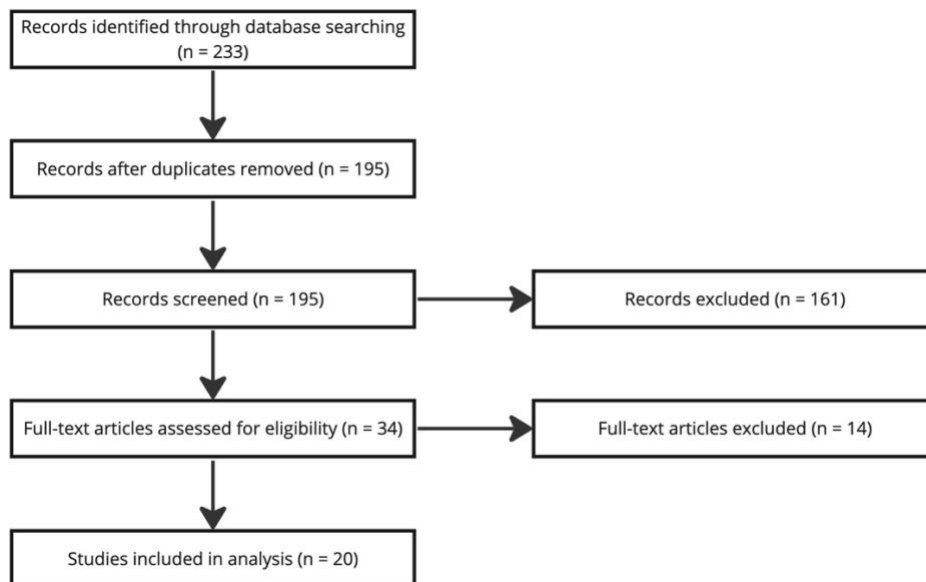 Records identified through database searching
(n = 233)
Records after duplicates removed (n = 195)
Records screened (n = 195)
Records excluded (n = 161)
Full-text articles assessed for eligibility (n = 34)
Full-text articles excluded (n = 14)
Studies included in analysis (n = 20)